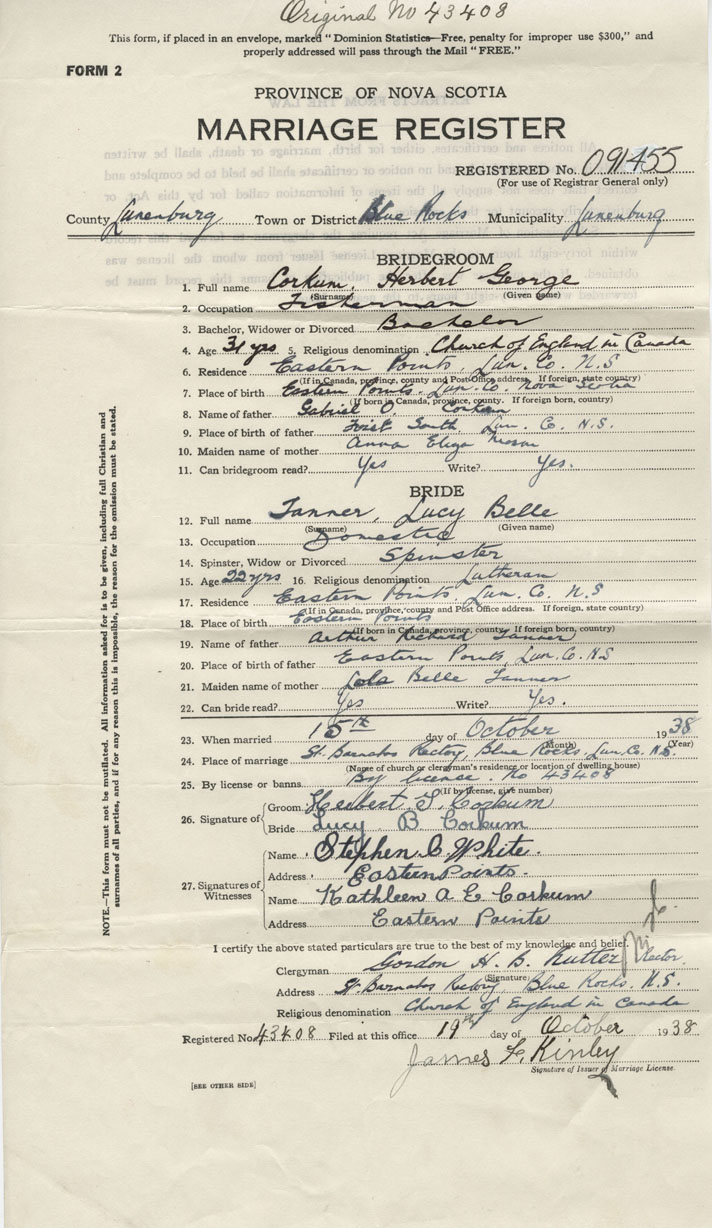 Original No 43408
This form, if placed in an envelope, marked "Dominion Statistics—Free, penalty for improper use $300," and
properly addressed will pass through the Mail "FREE."
FORM 2
PROVINCE OF NOVA SCOTIA
MARRIAGE REGISTER
REGISTERED No. 091455
(For use of Registrar General only)
County Lunenburg Town or District Blue Rocks Municipality Lunenburg
BRIDEGROOM
1. Full name Corkum, Herbert George
(Surname) (Given name)
2. Occupation Fisherman
3. Bachelor, Widower or Divorced Bachelor
4. Age 31 yrs 5. Religious denomination Church of England in Canada
6. Residence Eastern Points Lun. Co. N.S
(If in Canada, province, county and Post Office address. If foreign, state country)
7. Place of birth Eastern Points Lun. Co. Nova Scotia
(If born in Canada, province, county. If foreign born, country)
8. Name of father Gabriel O. Corkum
9. Place of birth of father First South Lun. Co. N.S.
10. Maiden name of mother Anna Eliza
11. Can bridegroom read? Yes Write? Yes.
BRIDE
12. Full name Tanner, Lucy Belle
(Surname) (Given name)
13. Occupation Domestic
14. Spinster, Widow or Divorced Spinster
15. Age 22 yrs 16. Religious denomination Lutheran
17. Residence Eastern Points Lun. Co. N.S
(If in Canada, province, county and Post Office address. If foreign, state country)
18. Place of birth Eastern Points
(If born in Canada, province, county. If foreign born, country)
19. Name of father Arthur Richard Tanner
20. Place of birth of father Eastern Points, Lun. Co. N.S
21. Maiden name of mother Lola Belle Tanner
22. Can bride read? Yes Write? Yes.
23. When married 15th day of October 1938
(Month) (Year)
24. Place of marriage St. Barnabas Rectory, Blue Rocks, Lun. Co. N.S.
(Name of church or clergyman's residence or location of dwelling house)
25. By license or banns By license. No 43408
(If by license, give number)
26. Signature of
Groom Herbert G. Corkum
Bride Lucy B Corkum
27. Signatures of Witnesses
Name Stephen C. White.
Address Eastern Points.
Name Kathleen A E Corkum
Address Eastern Points
I certify the above stated particulars are true to the best of my knowledge and belief.
Clergyman Gordon H. B. Rutter Rector.
(Signature)
Address St. Barnabas Rectory, Blue Rocks, N.S.
Religious denomination Church of England in Canada
Registered No. 43408 Filed at this office 19th day of October 1938
James F. Kinley
Signature of Issuer of Marriage License.
[SEE OTHER SIDE]
NOTE.—This form must not be mutilated. All information asked for is to be given, including full Christian and
surnames of all parties, and if for any reason this is impossible, the reason for the omission must be stated.